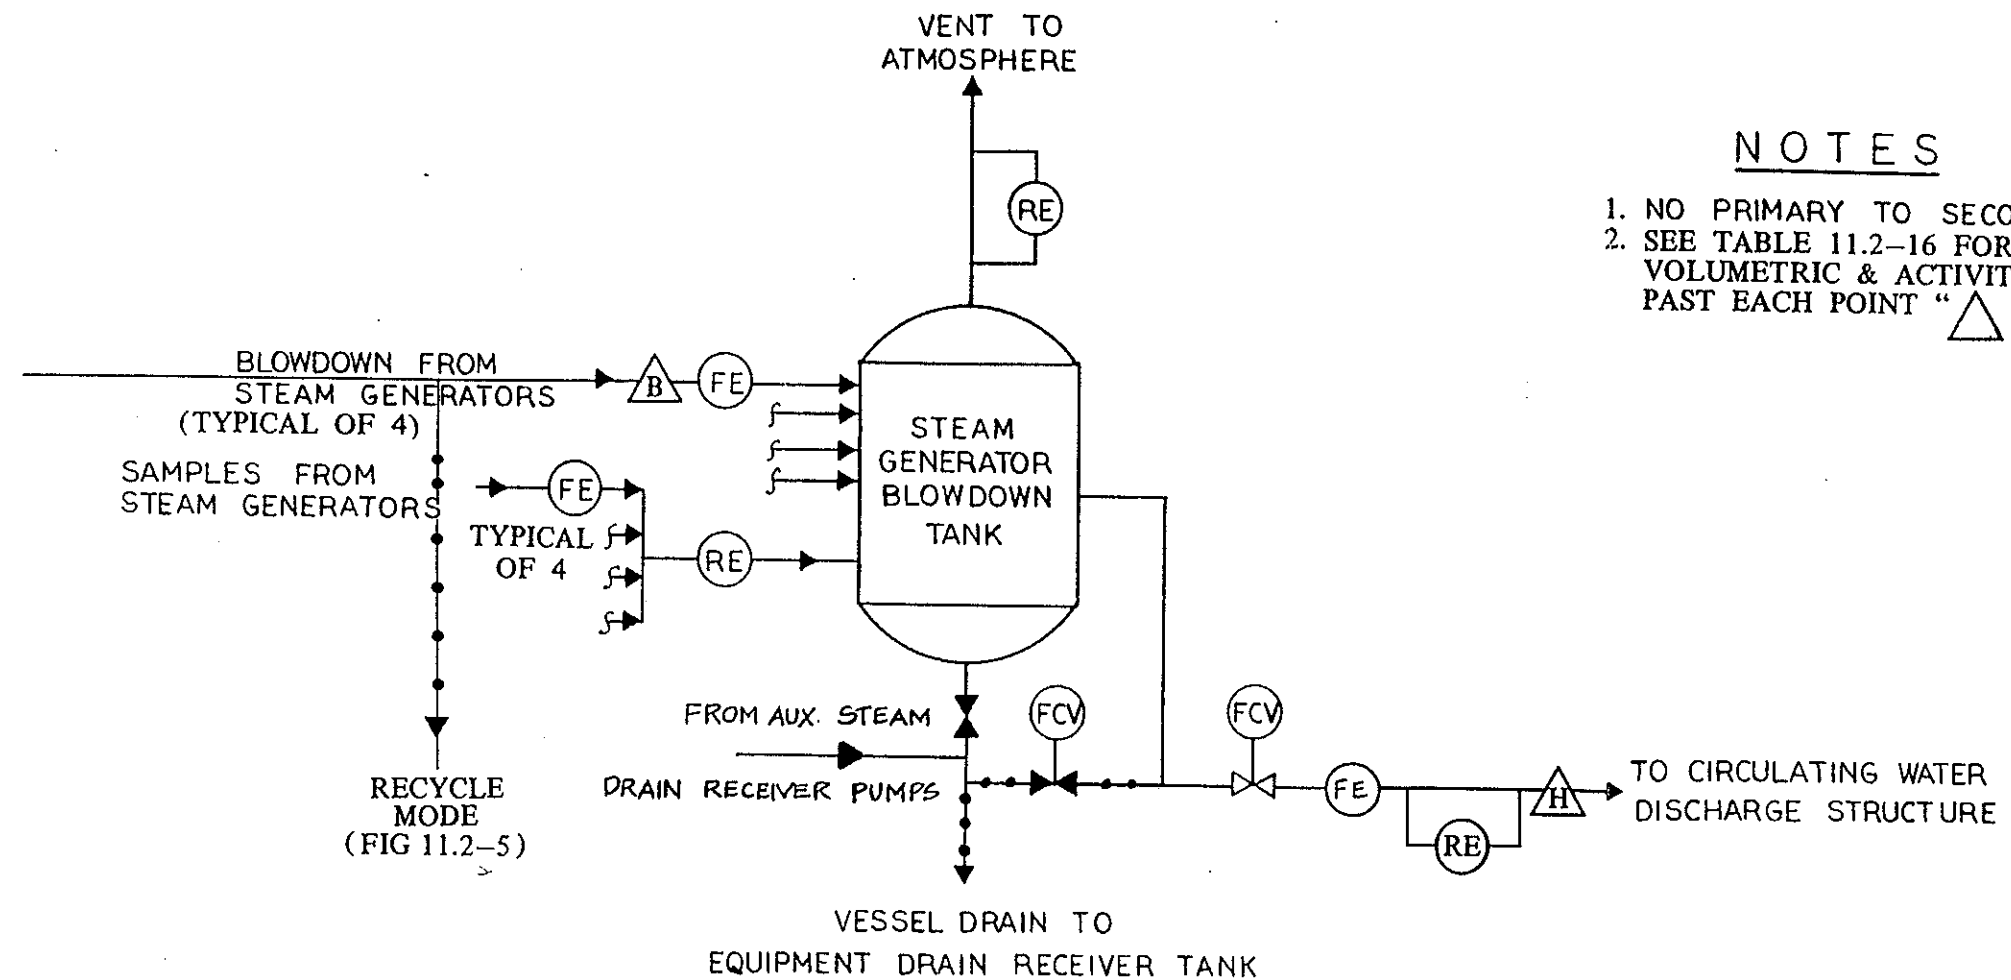 VENT TO
ATMOSPHERE
RE
NOTES
1. NO PRIMARY TO SECO
2. SEE TABLE 11.2–16 FOR
VOLUMETRIC & ACTIVIT
PAST EACH POINT “
BLOWDOWN FROM
STEAM GENERATORS
(TYPICAL OF 4)
B
FE
SAMPLES FROM
STEAM GENERATORS
FE
TYPICAL
OF 4
RE
STEAM
GENERATOR
BLOWDOWN
TANK
FROM AUX. STEAM
DRAIN RECEIVER PUMPS
FCV
FCV
FE
RE
H
TO CIRCULATING WATER
DISCHARGE STRUCTURE
RECYCLE
MODE
(FIG 11.2–5)
VESSEL DRAIN TO
EQUIPMENT DRAIN RECEIVER TANK